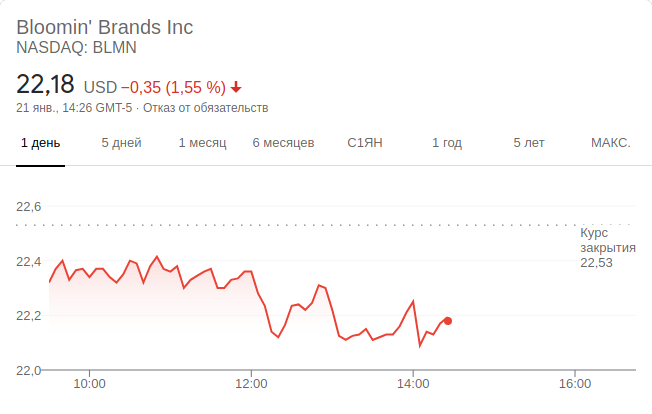 Bloomin' Brands Inc
NASDAQ: BLMN
22,18 USD −0,35 (1,55 %)
21 янв., 14:26 GMT-5 · Отказ от обязательств
1 день 5 дней 1 месяц 6 месяцев С1ЯН 1 год 5 лет МАКС.
22,6
Курс
закрытия
22,53
22,4
22,2
22,0
10:00 12:00 14:00 16:00